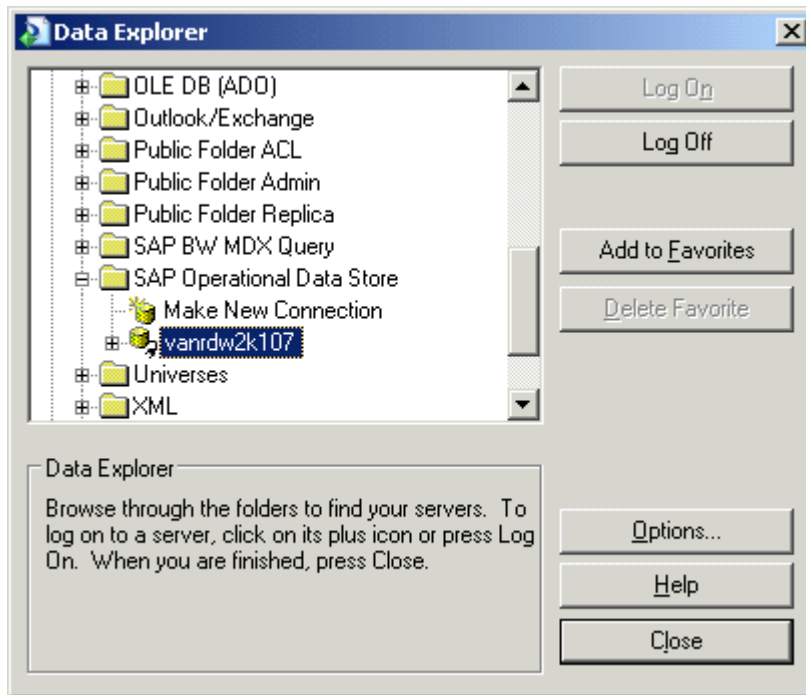 Data Explorer
OLE DB (ADO)
Outlook/Exchange
Public Folder ACL
Public Folder Admin
Public Folder Replica
SAP BW MDX Query
SAP Operational Data Store
Make New Connection
vanrdw2k107
Universes
XML
Log On
Log Off
Add to Favorites
Delete Favorite
Data Explorer
Browse through the folders to find your servers. To
log on to a server, click on its plus icon or press Log
On. When you are finished, press Close.
Options...
Help
Close